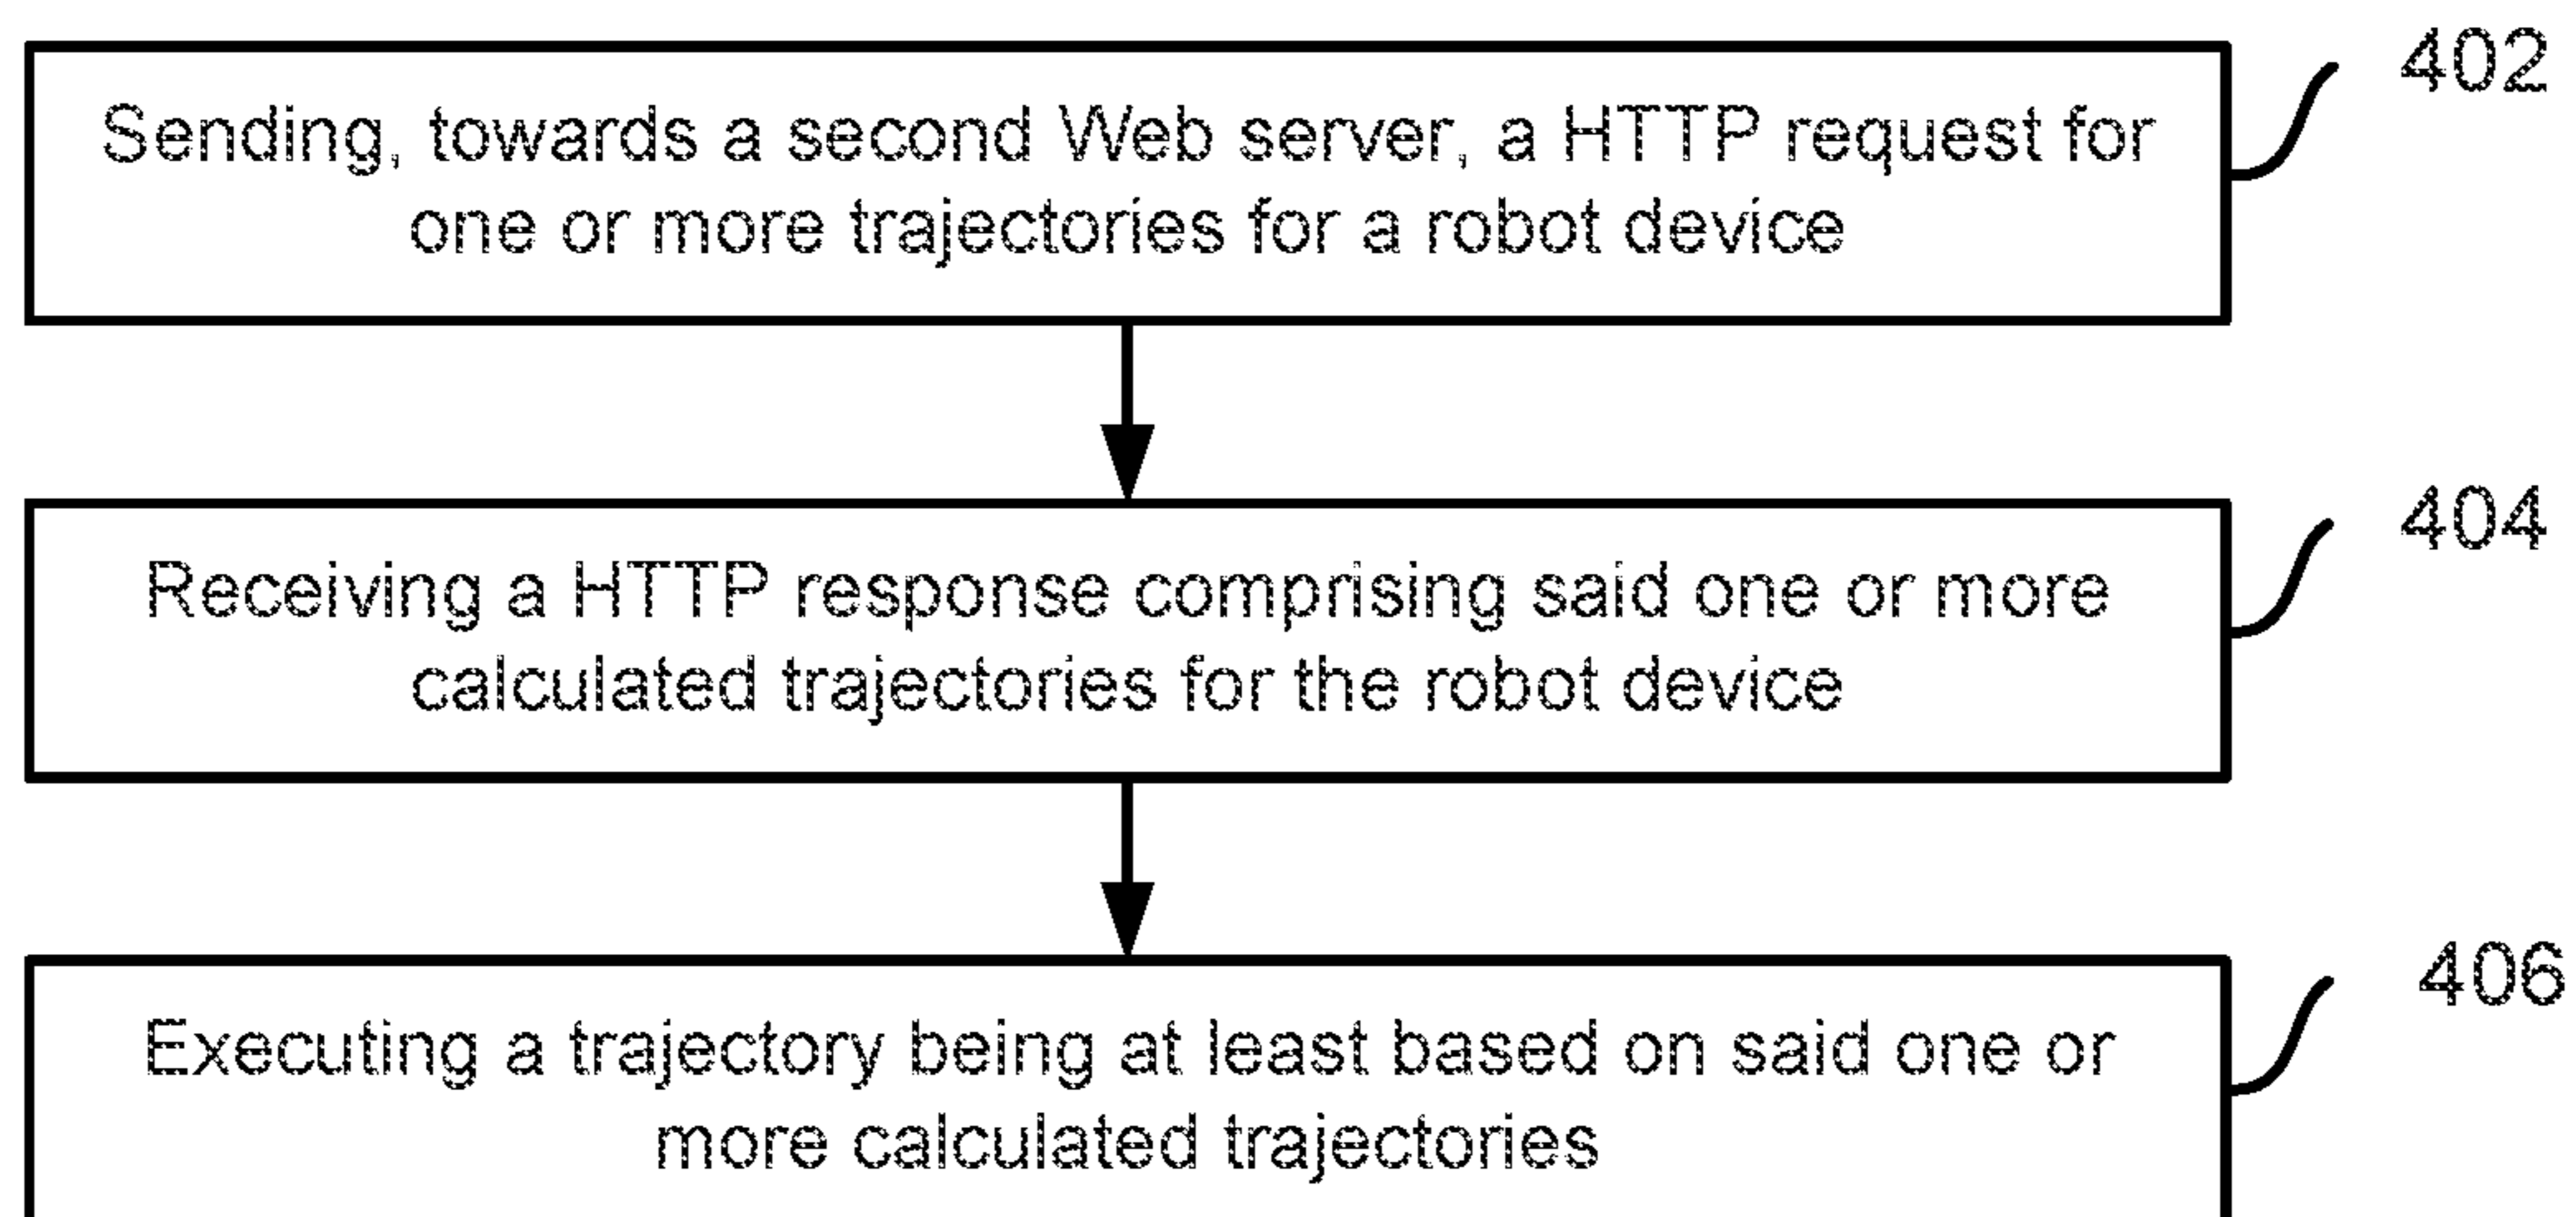 402
Sending, towards a second Web server, a HTTP request for
one or more trajectories for a robot device
404
Receiving a HTTP response comprising said one or more
calculated trajectories for the robot device
406
Executing a trajectory being at least based on said one or
more calculated trajectories